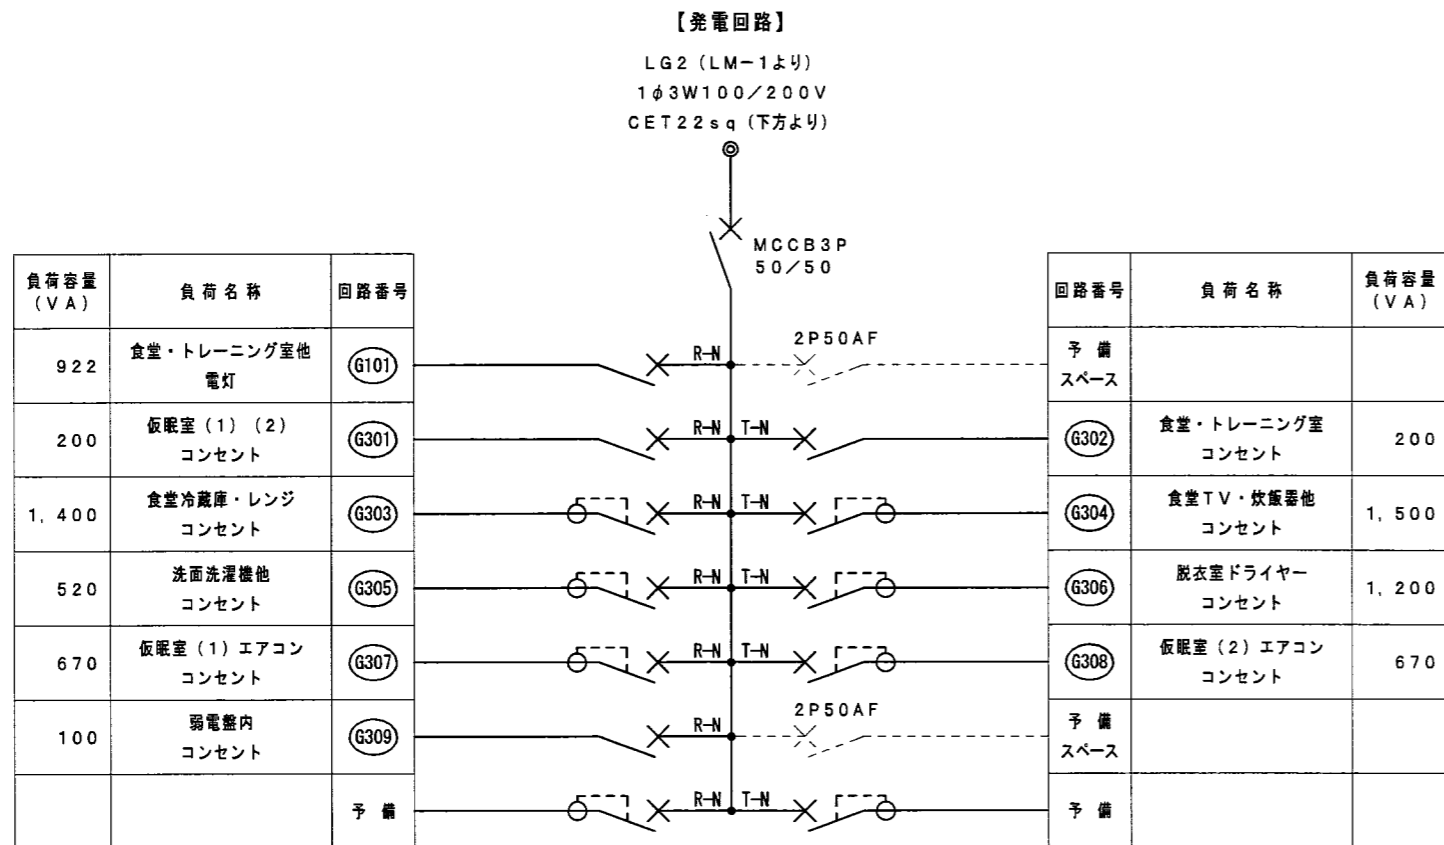 【発電回路】
LG2（LM－1より）
1φ3W100／200V
CET22sq（下方より）
MCCB3P
50／50
負荷容量
（VA）
負荷名称
回路番号
回路番号
負荷名称
負荷容量
（VA）
922
食堂・トレーニング室他
電灯
G101
R-N
2P50AF
予備
スペース
200
仮眠室（1）（2）
コンセント
G301
R-N
T-N
G302
食堂・トレーニング室
コンセント
200
1,400
食堂冷蔵庫・レンジ
コンセント
G303
R-N
T-N
G304
食堂TV・炊飯器他
コンセント
1,500
520
洗面洗濯機他
コンセント
G305
R-N
T-N
G306
脱衣室ドライヤー
コンセント
1,200
670
仮眠室（1）エアコン
コンセント
G307
R-N
T-N
G308
仮眠室（2）エアコン
コンセント
670
100
弱電盤内
コンセント
G309
R-N
2P50AF
予備
スペース
予備
R-N
T-N
予備